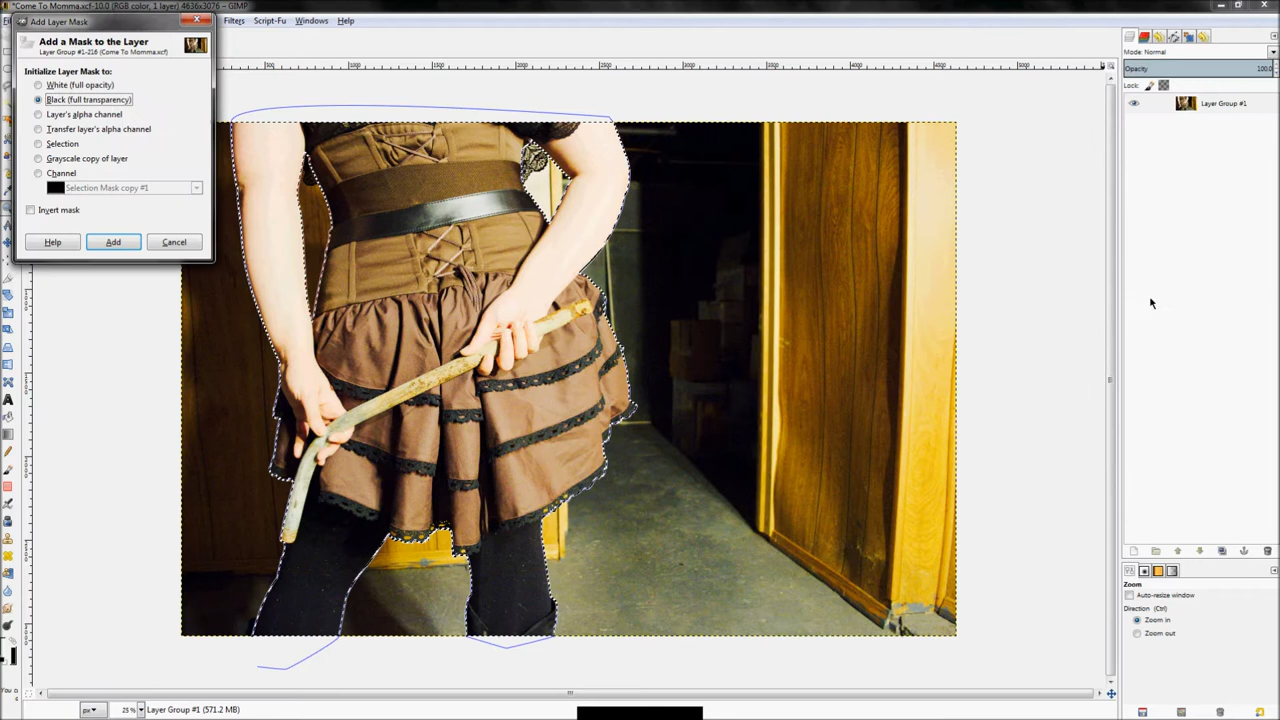 *Come To Momma.xcf-10.0 (RGB color, 1 layer) 4636x3076 – GIMP
Add Layer Mask
Filters Script-Fu Windows Help
Add a Mask to the Layer
Layer Group #1-216 (Come To Momma.xcf)
Initialize Layer Mask to:
White (full opacity)
Black (full transparency)
Layer's alpha channel
Transfer layer's alpha channel
Selection
Grayscale copy of layer
Channel
Selection Mask copy #1
Invert mask
Help Add Cancel
Mode: Normal
Opacity 100.0
Lock:
Layer Group #1
Zoom
Auto-resize window
Direction (Ctrl)
Zoom in
Zoom out
px 25 % Layer Group #1 (571.2 MB)